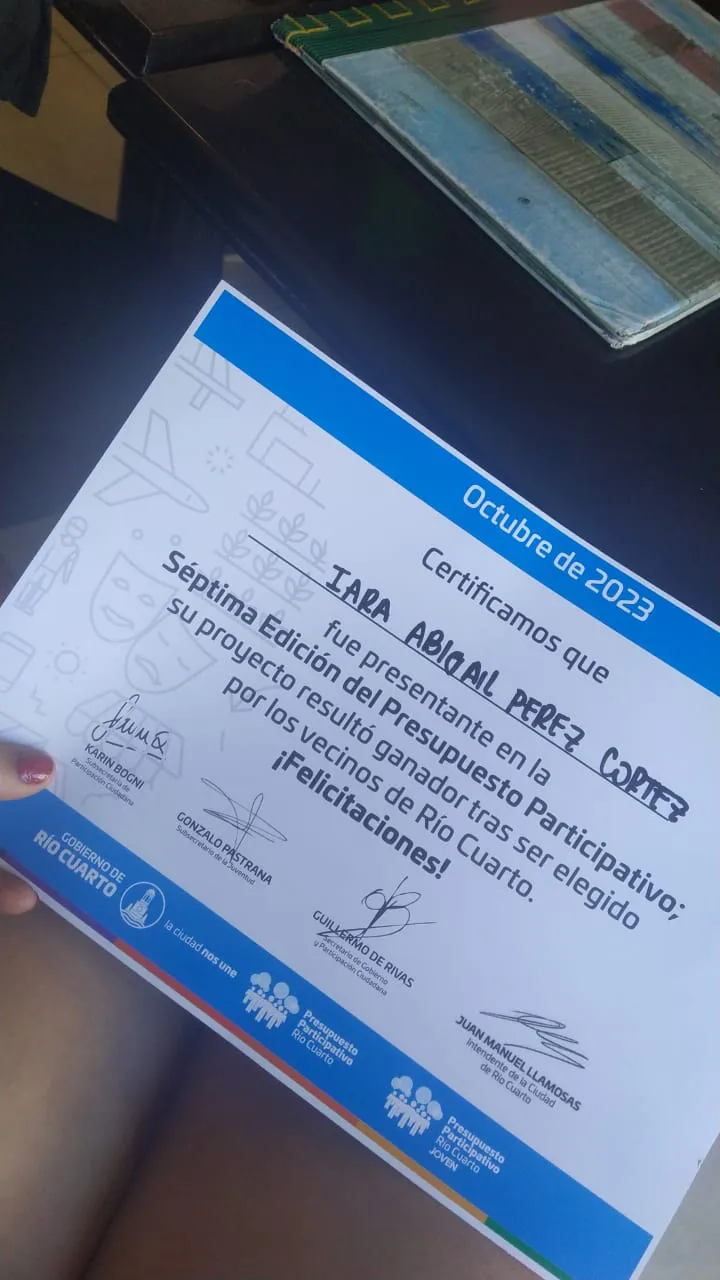 Octubre de 2023
Certificamos que
IARA ABIGAIL PEREZ CORTEZ
fue presentante en la
Séptima Edición del Presupuesto Participativo;
su proyecto resultó ganador tras ser elegido
por los vecinos de Río Cuarto.
¡Felicitaciones!
KARIN BOGNI
Subsecretaria de
Participación Ciudadana
GONZALO PASTRANA
Subsecretario de la Juventud
GUILLERMO DE RIVAS
Secretario de Gobierno
y Participación Ciudadana
JUAN MANUEL LLAMOSAS
Intendente de la Ciudad
de Río Cuarto
GOBIERNO DE
RÍO CUARTO
la ciudad nos une
Presupuesto
Participativo
Río Cuarto
Presupuesto
Participativo
Río Cuarto
JOVEN